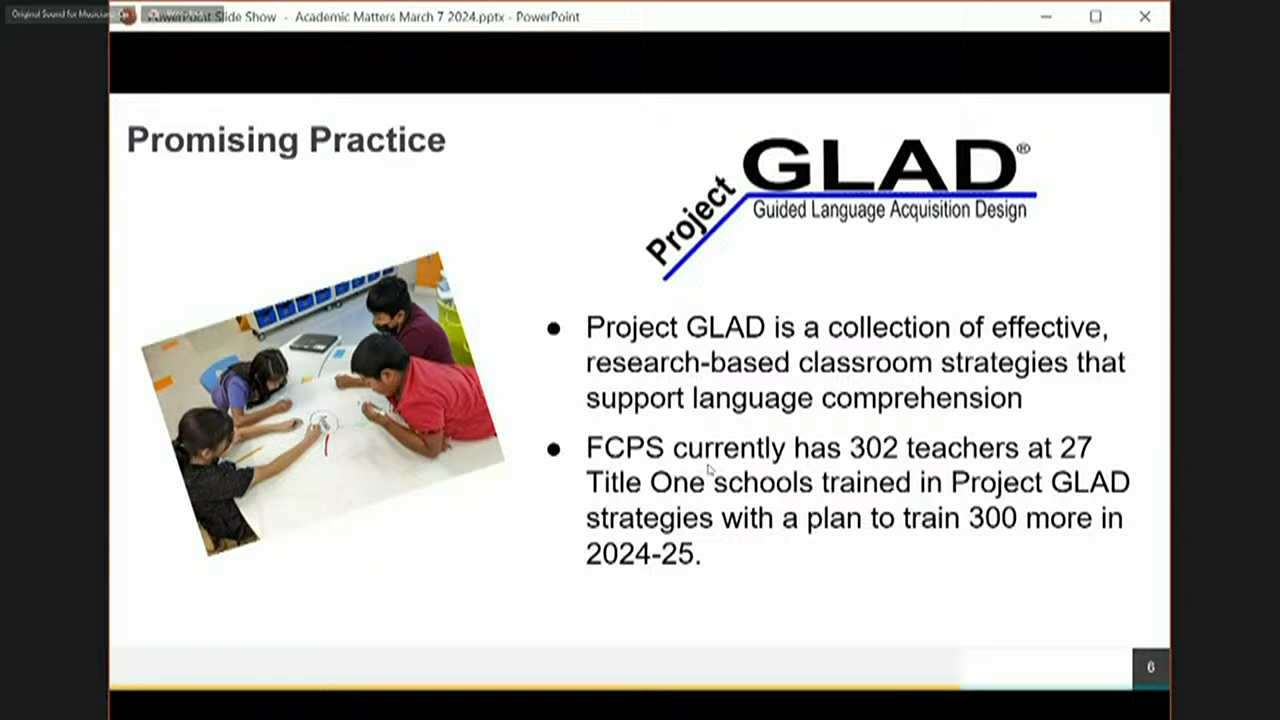 Original Sound for Musicians: On
PowerPoint Slide Show - Academic Matters March 7 2024.pptx - PowerPoint
Promising Practice
Project
GLAD®
Guided Language Acquisition Design
● Project GLAD is a collection of effective,
research-based classroom strategies that
support language comprehension
● FCPS currently has 302 teachers at 27
Title One schools trained in Project GLAD
strategies with a plan to train 300 more in
2024-25.
6